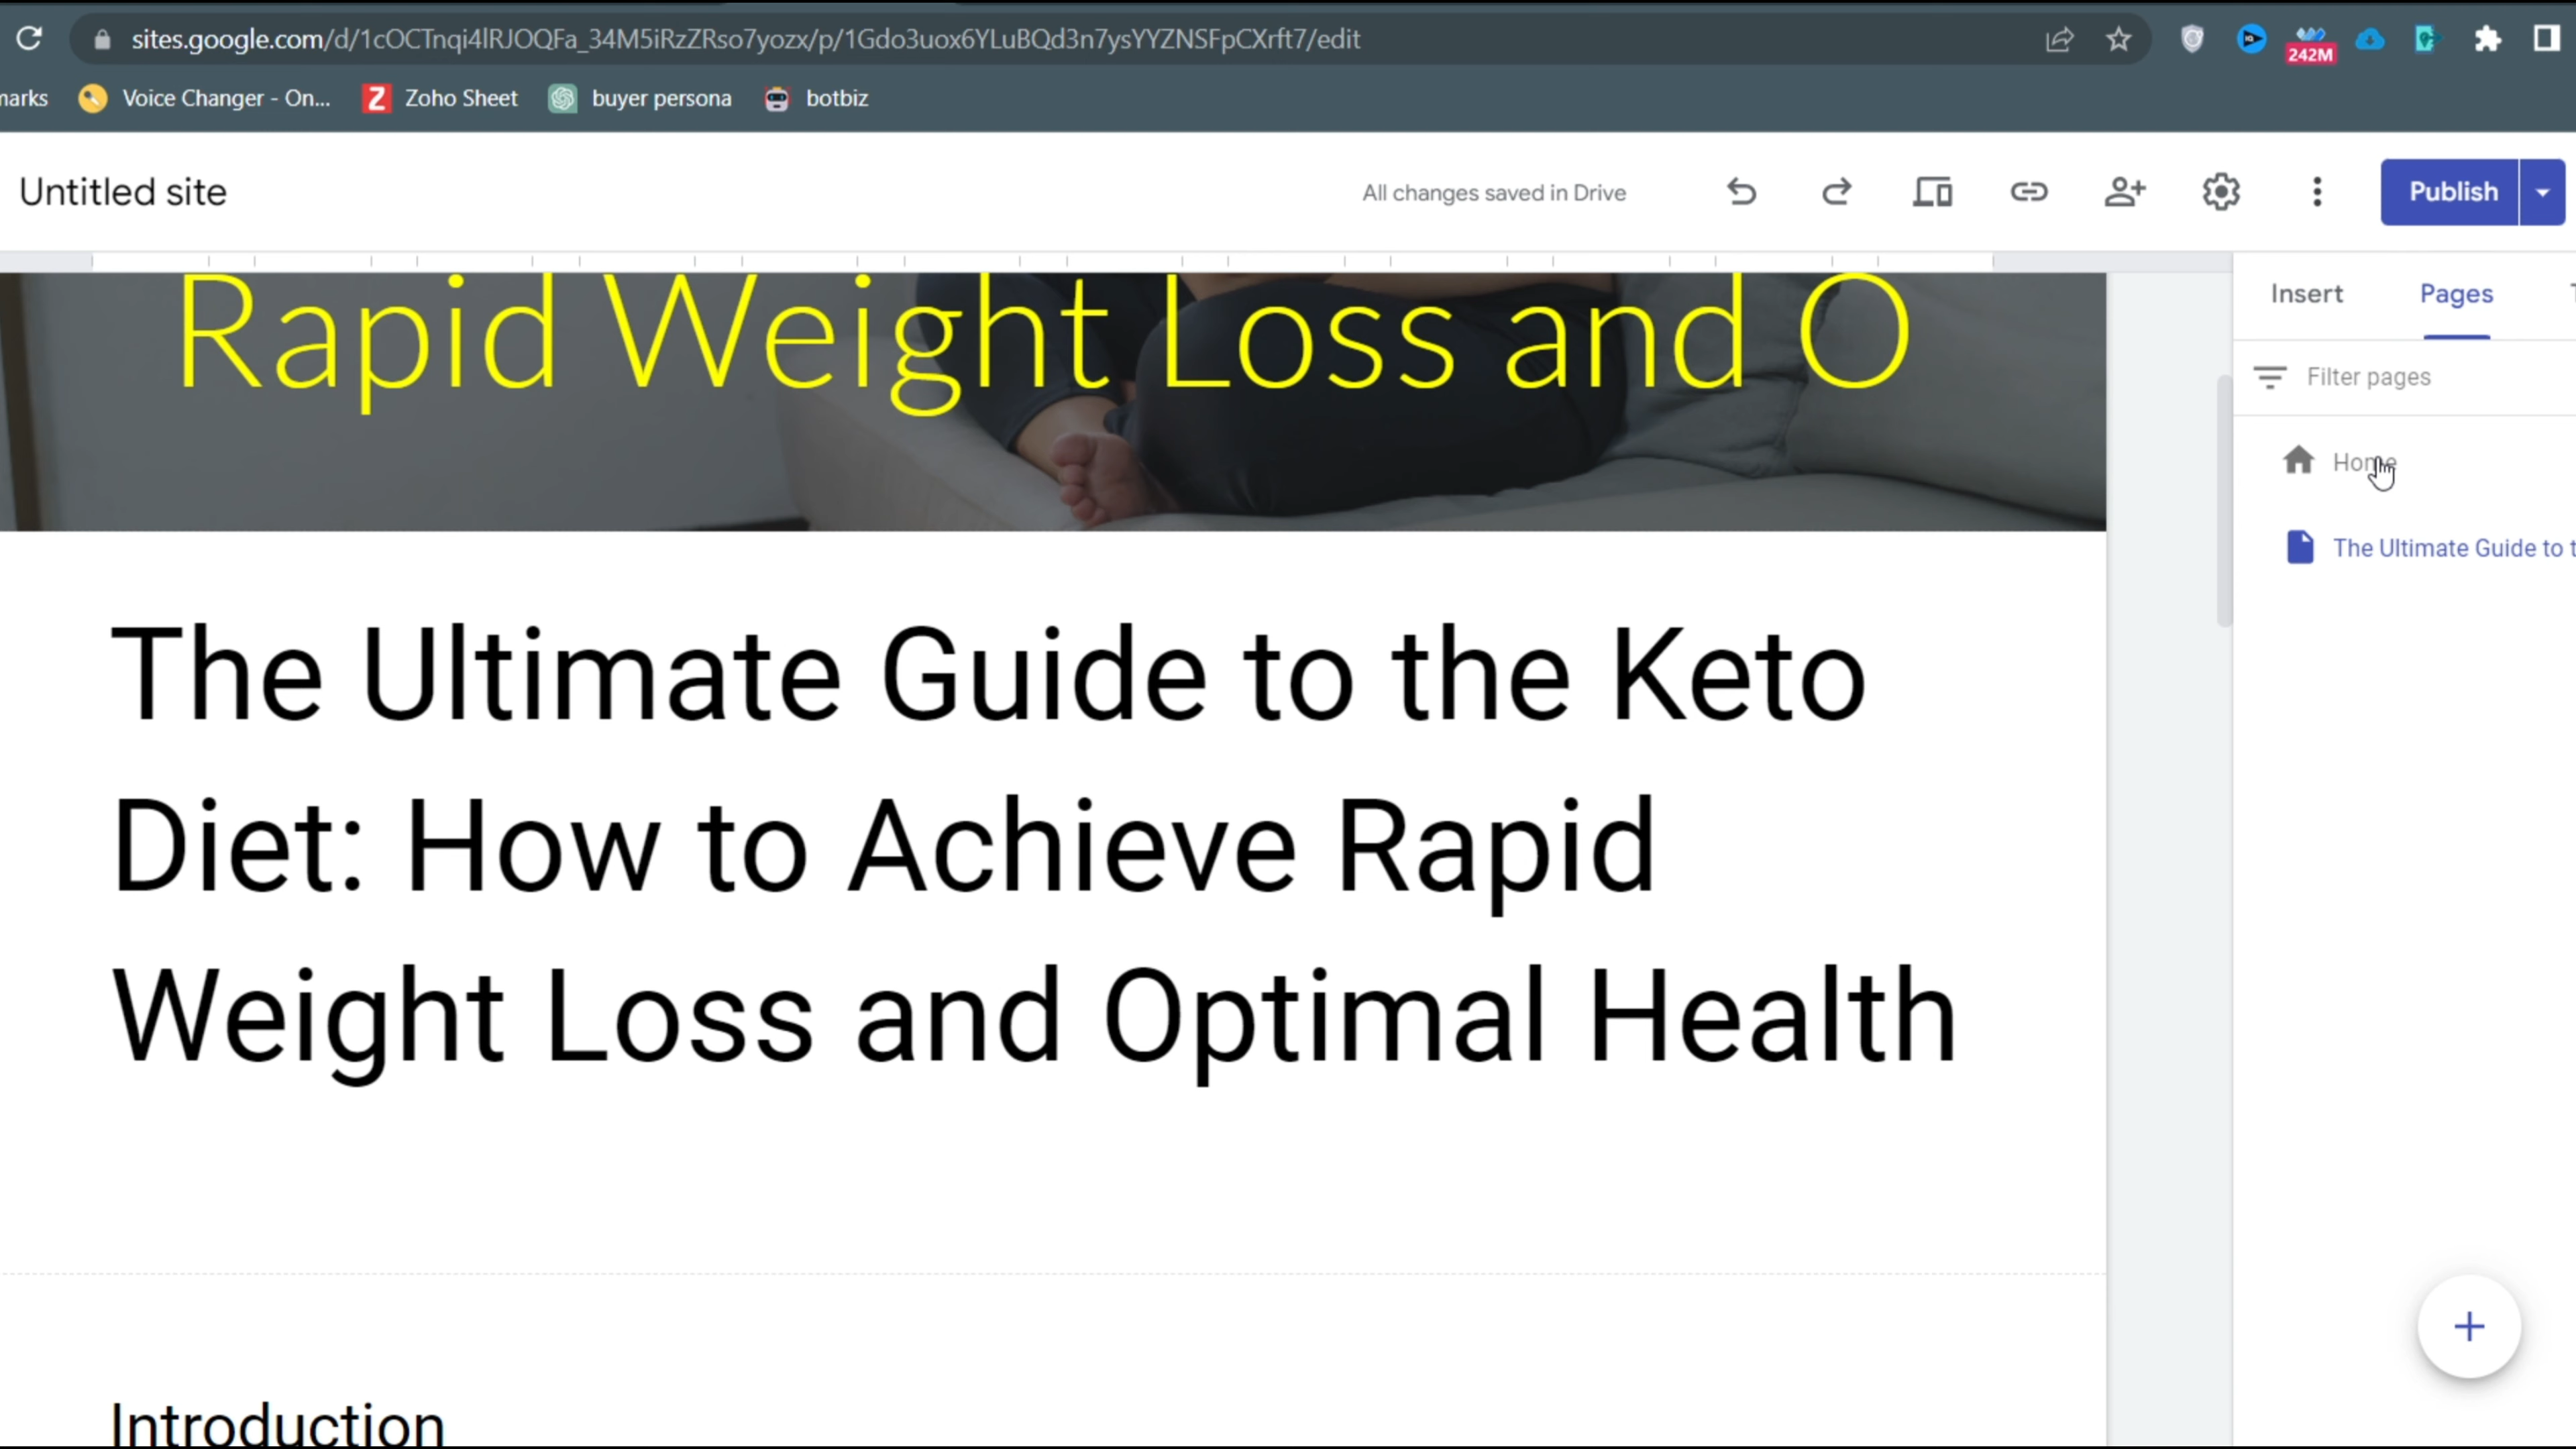 sites.google.com/d/1cOCTnqi4lRJOQFa_34M5iRzZRso7yozx/p/1Gdo3uox6YLuBQd3n7ysYYZNSFpCXrft7/edit
242M
marks Voice Changer - On... Zoho Sheet buyer persona botbiz
Untitled site
All changes saved in Drive
Publish
Insert Pages
Filter pages
Home
The Ultimate Guide to t
Rapid Weight Loss and O
The Ultimate Guide to the Keto
Diet: How to Achieve Rapid
Weight Loss and Optimal Health
Introduction